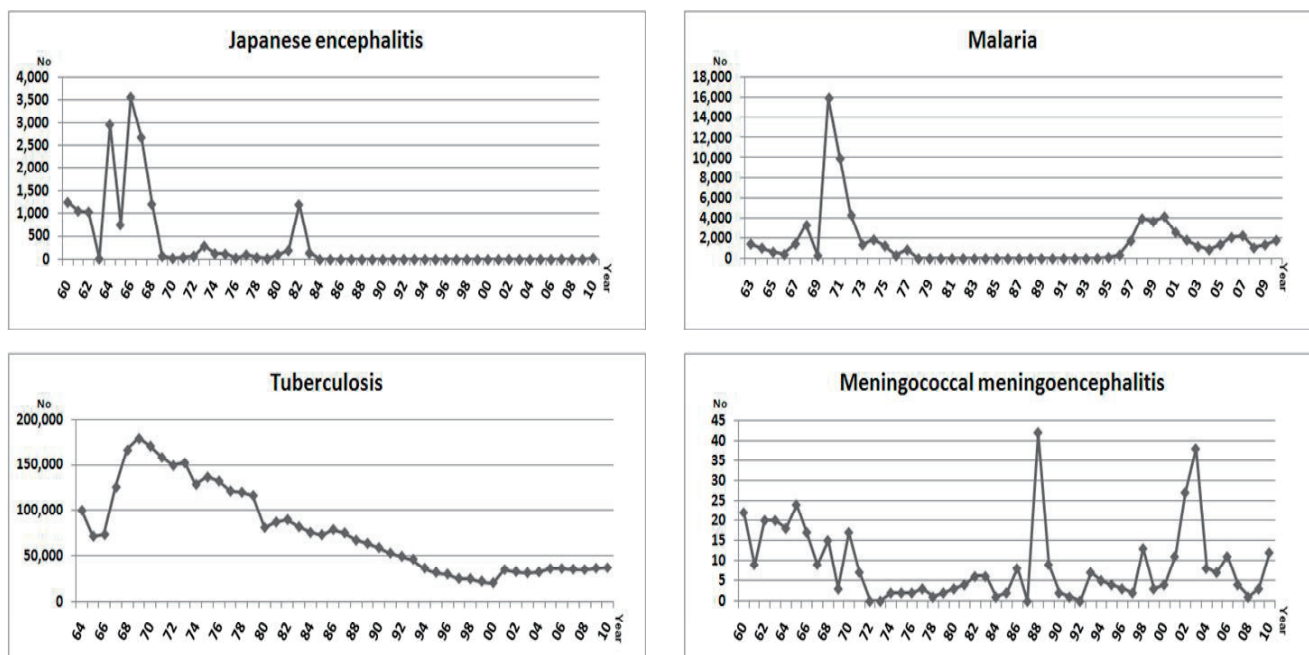 Japanese encephalitis
No
4,000
3,500
3,000
2,500
2,000
1,500
1,000
500
0
60 62 64 66 68 70 72 74 76 78 80 82 84 86 88 90 92 94 96 98 00 02 04 06 08 10 Year
Malaria
No
18,000
16,000
14,000
12,000
10,000
8,000
6,000
4,000
2,000
0
63 65 67 69 71 73 75 77 79 81 83 85 87 89 91 93 95 97 99 01 03 05 07 09 Year
Tuberculosis
No
200,000
150,000
100,000
50,000
0
64 66 68 70 72 74 76 78 80 82 84 86 88 90 92 94 96 98 00 02 04 06 08 10 Year
Meningococcal meningoencephalitis
No
45
40
35
30
25
20
15
10
5
0
60 62 64 66 68 70 72 74 76 78 80 82 84 86 88 90 92 94 96 98 00 02 04 06 08 10 Year